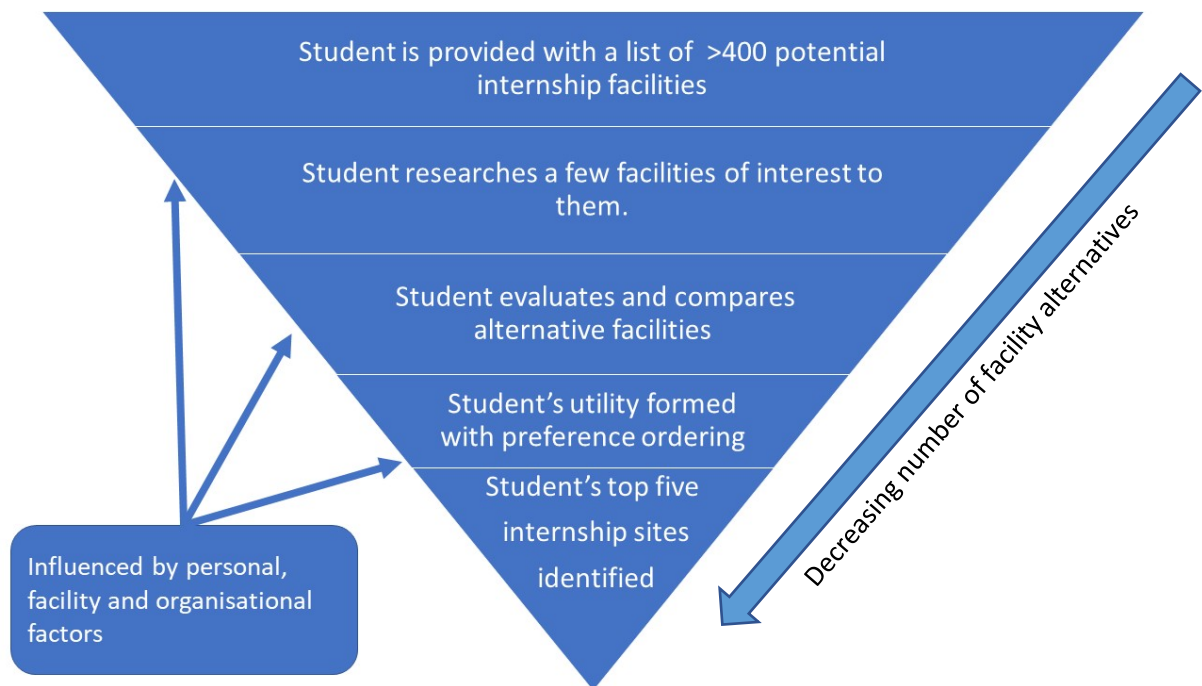 Student is provided with a list of >400 potential
internship facilities
Student researches a few facilities of interest to
them.
Student evaluates and compares
alternative facilities
Student’s utility formed
with preference ordering
Student’s top five
internship sites
identified
Influenced by personal,
facility and organisational
factors
Decreasing number of facility alternatives